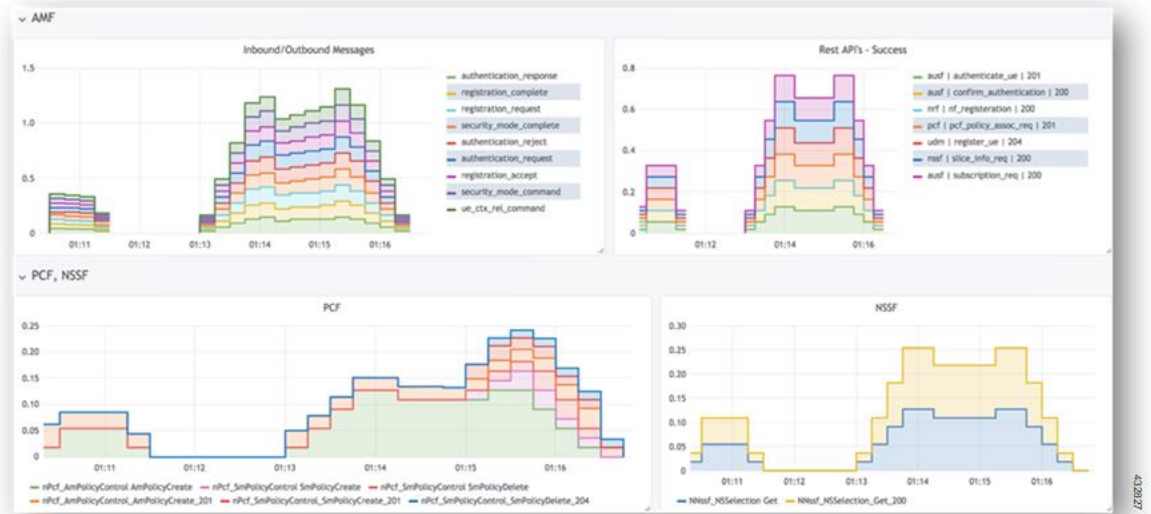 AMF
Inbound/Outbound Messages
1.5
1.0
0.5
0
01:11 01:12 01:13 01:14 01:15 01:16
authentication_response
registration_complete
registration_request
security_mode_complete
authentication_reject
authentication_request
registration_accept
security_mode_command
ue_ctx_rel_command
Rest API's - Success
0.8
0.6
0.4
0.2
0
01:12 01:14 01:16
ausf | authenticate_ue | 201
ausf | confirm_authentication | 200
nrf | nf_registeration | 200
pcf | pcf_policy_assoc_req | 201
udm | register_ue | 204
nssf | slice_info_req | 200
ausf | subscription_req | 200
PCF, NSSF
PCF
0.25
0.20
0.15
0.10
0.05
0
01:11 01:12 01:13 01:14 01:15 01:16
nPcf_AmPolicyControl AmPolicyCreate nPcf_SmPolicyControl SmPolicyCreate nPcf_SmPolicyControl SmPolicyDelete
nPcf_AmPolicyControl_AmPolicyCreate_201 nPcf_SmPolicyControl_SmPolicyCreate_201 nPcf_SmPolicyControl_SmPolicyDelete_204
NSSF
0.30
0.25
0.20
0.15
0.10
0.05
0
01:11 01:12 01:13 01:14 01:15 01:16
NNssf_NSSelection Get NNssf_NSSelection_Get_200
432827